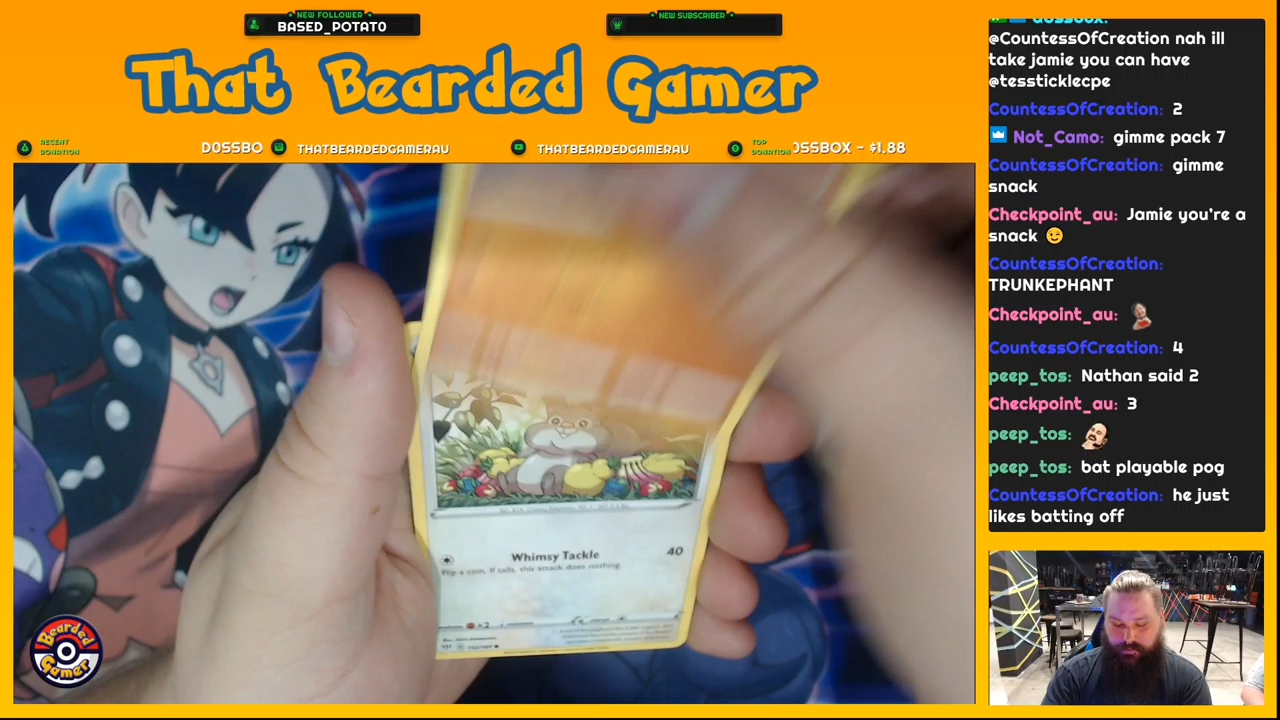 NEW FOLLOWER
BASED_POTATO
NEW SUBSCRIBER
That Bearded Gamer
RECENT
DONATION
D0SSBO
THATBEARDEDGAMERAU
THATBEARDEDGAMERAU
TOP
DONATION
OSSBOX - $1.88
@CountessOfCreation nah ill
take jamie you can have
@tessticklecpe
CountessOfCreation: 2
Not_Camo: gimme pack 7
CountessOfCreation: gimme
snack
Checkpoint_au: Jamie you're a
snack 😉
CountessOfCreation:
TRUNKEPHANT
Checkpoint_au:
CountessOfCreation: 4
peep_tos: Nathan said 2
Checkpoint_au: 3
peep_tos:
peep_tos: bat playable pog
CountessOfCreation: he just
likes batting off
Whimsy Tackle 40
Flip a coin. If tails, this attack does nothing.
×2
Bearded
Gamer